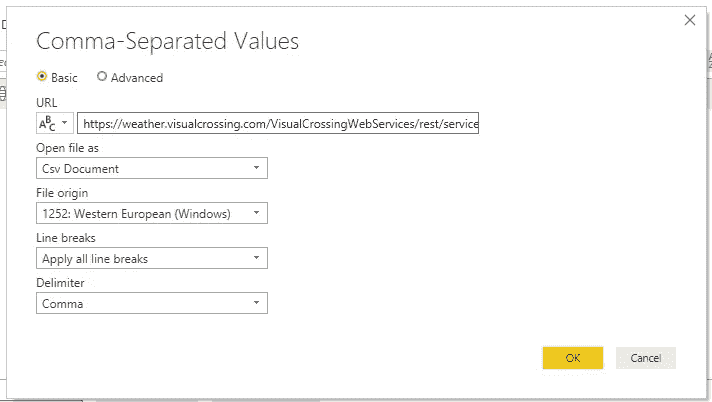 Comma-Separated Values
Basic Advanced
URL
ABC https://weather.visualcrossing.com/VisualCrossingWebServices/rest/service
Open file as
Csv Document
File origin
1252: Western European (Windows)
Line breaks
Apply all line breaks
Delimiter
Comma
OK Cancel